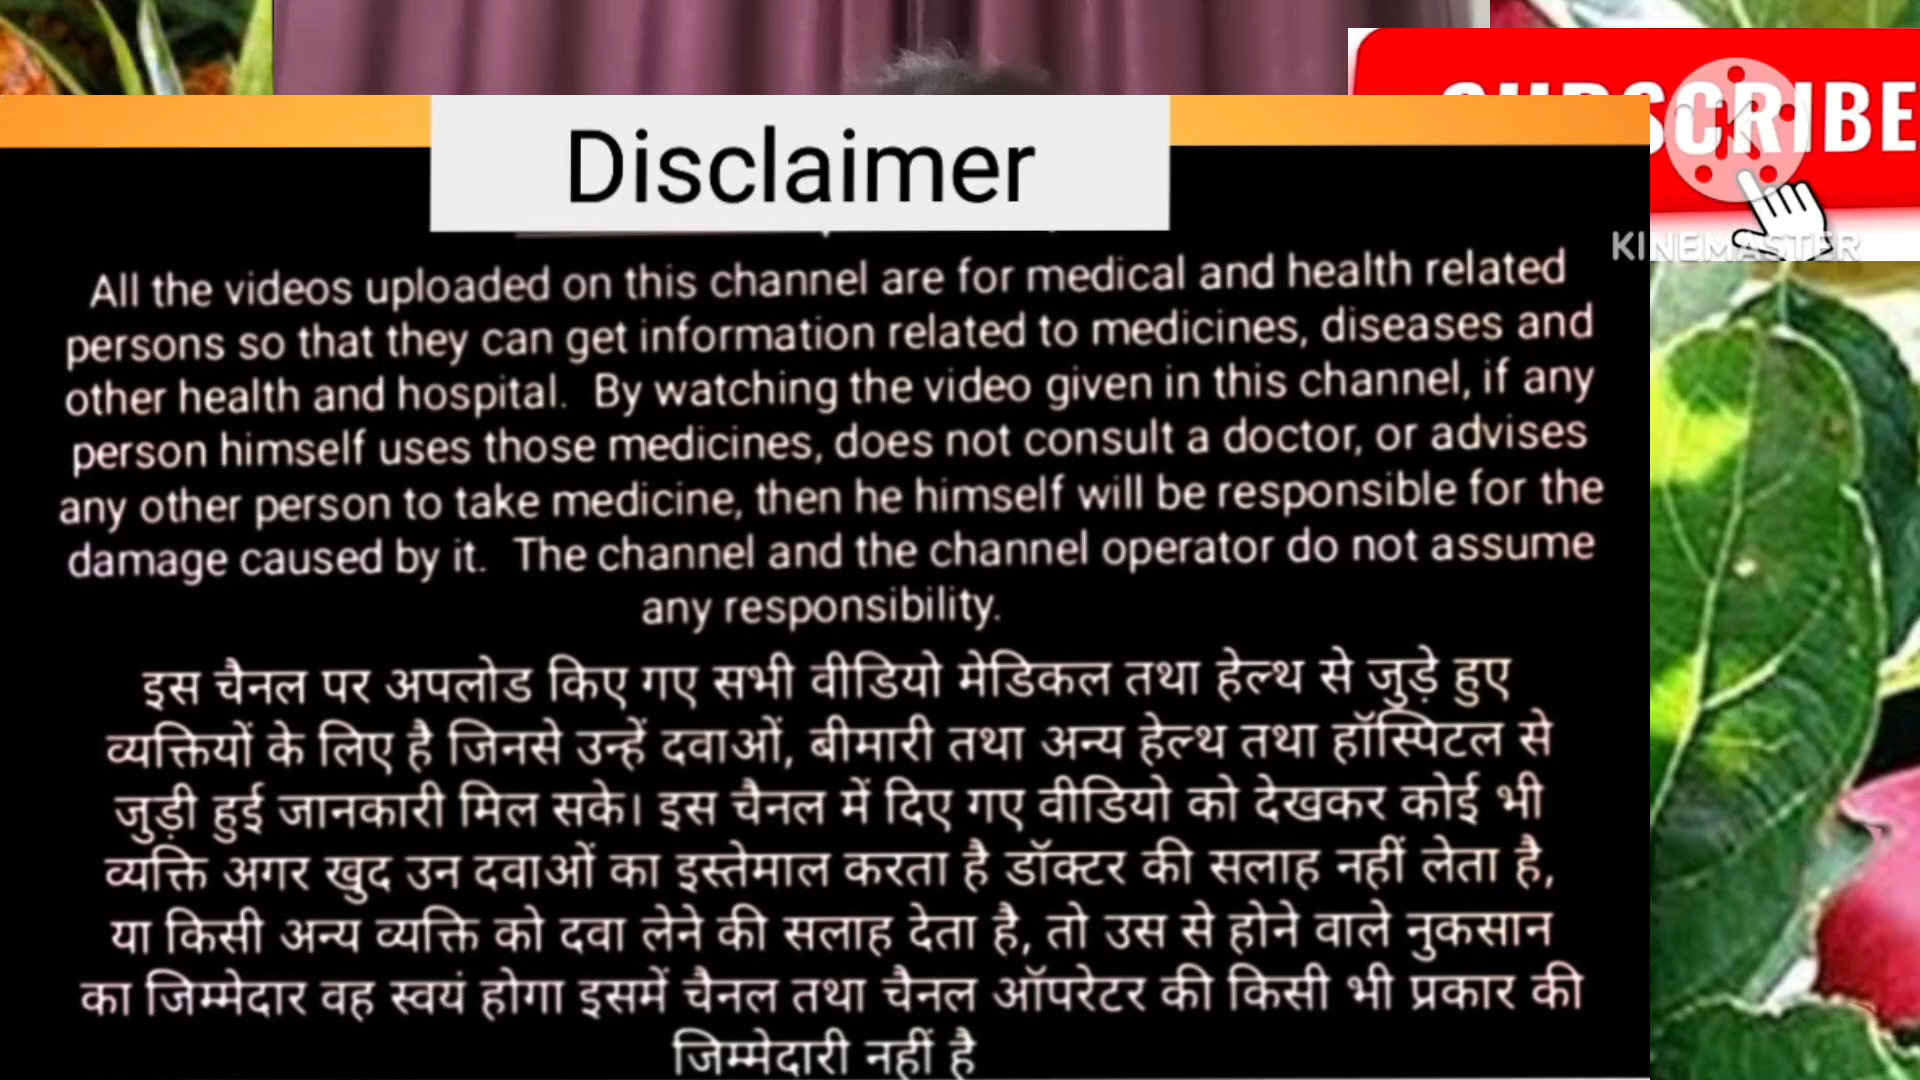 SUBSCRIBE
Disclaimer
KINEMASTER
All the videos uploaded on this channel are for medical and health related
persons so that they can get information related to medicines, diseases and
other health and hospital. By watching the video given in this channel, if any
person himself uses those medicines, does not consult a doctor, or advises
any other person to take medicine, then he himself will be responsible for the
damage caused by it. The channel and the channel operator do not assume
any responsibility.
इस चैनल पर अपलोड किए गए सभी वीडियो मेडिकल तथा हेल्थ से जुड़े हुए
व्यक्तियों के लिए है जिनसे उन्हें दवाओं, बीमारी तथा अन्य हेल्थ तथा हॉस्पिटल से
जुड़ी हुई जानकारी मिल सके। इस चैनल में दिए गए वीडियो को देखकर कोई भी
व्यक्ति अगर खुद उन दवाओं का इस्तेमाल करता है डॉक्टर की सलाह नहीं लेता है,
या किसी अन्य व्यक्ति को दवा लेने की सलाह देता है, तो उस से होने वाले नुकसान
का जिम्मेदार वह स्वयं होगा इसमें चैनल तथा चैनल ऑपरेटर की किसी भी प्रकार की
जिम्मेदारी नहीं है